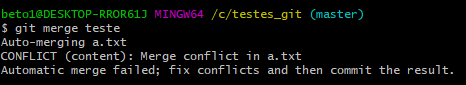 beto1@DESKTOP-RROR61J MINGW64 /c/testes_git (master)
$ git merge teste
Auto-merging a.txt
CONFLICT (content): Merge conflict in a.txt
Automatic merge failed; fix conflicts and then commit the result.